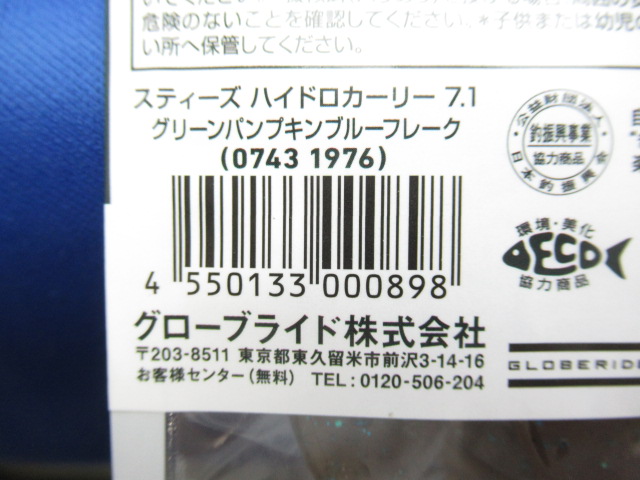 危険のないことを確認してください。*子供または幼児の
い所へ保管してください。
スティーズ ハイドロカーリー 7.1
グリーンパンプキンブルーフレーク
(0743 1976)
4 550133 000898
公益財団法人
釣振興事業
協力商品
日本釣振興会
環境・美化
ECO
協力商品
グローブライド株式会社
〒203-8511 東京都東久留米市前沢3-14-16
お客様センター(無料) TEL:0120-506-204
GLOBERIDE